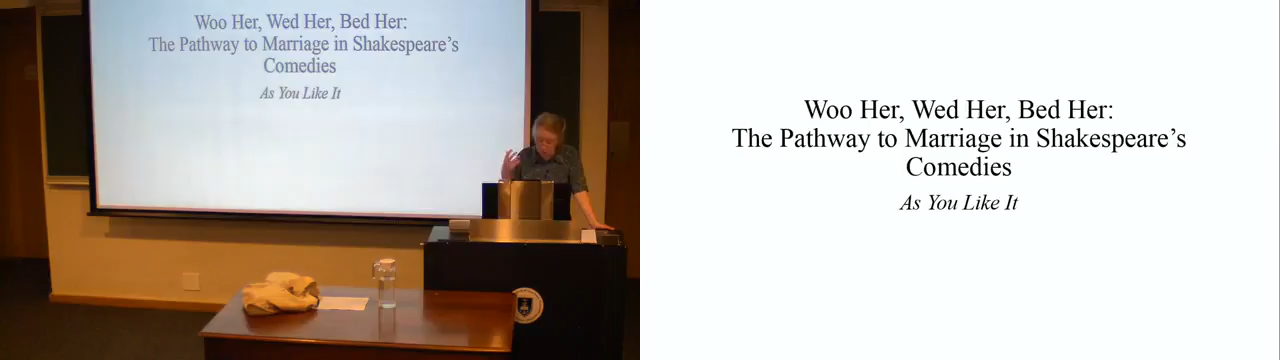 Woo Her, Wed Her, Bed Her:
The Pathway to Marriage in Shakespeare's
Comedies
As You Like It
Woo Her, Wed Her, Bed Her:
The Pathway to Marriage in Shakespeare's
Comedies
As You Like It